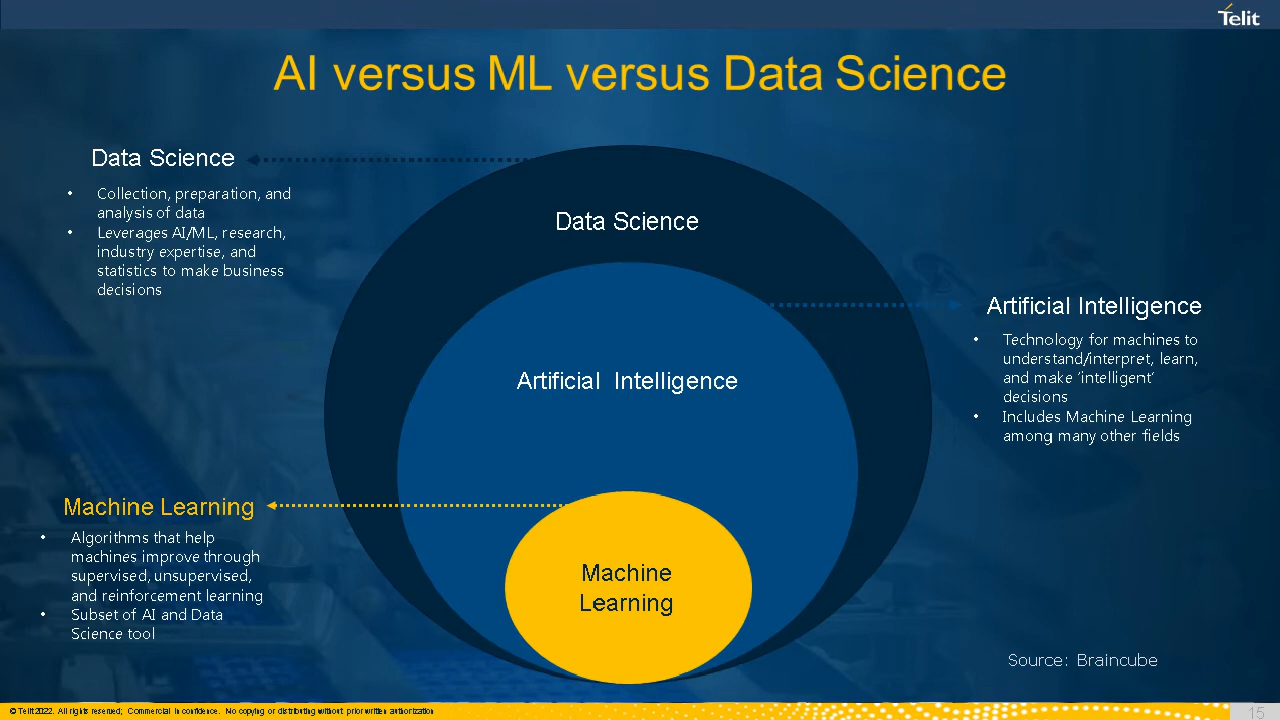 Telit
AI versus ML versus Data Science
Data Science
• Collection, preparation, and
analysis of data
• Leverages AI/ML, research,
industry expertise, and
statistics to make business
decisions
Data Science
Artificial Intelligence
• Technology for machines to
understand/interpret, learn,
and make ‘intelligent’
decisions
• Includes Machine Learning
among many other fields
Artificial Intelligence
Machine Learning
• Algorithms that help
machines improve through
supervised, unsupervised,
and reinforcement learning
• Subset of AI and Data
Science tool
Machine
Learning
Source: Braincube
© Telit 2022. All rights reserved; Commercial in confidence. No copying or distributing without prior written authorization
15